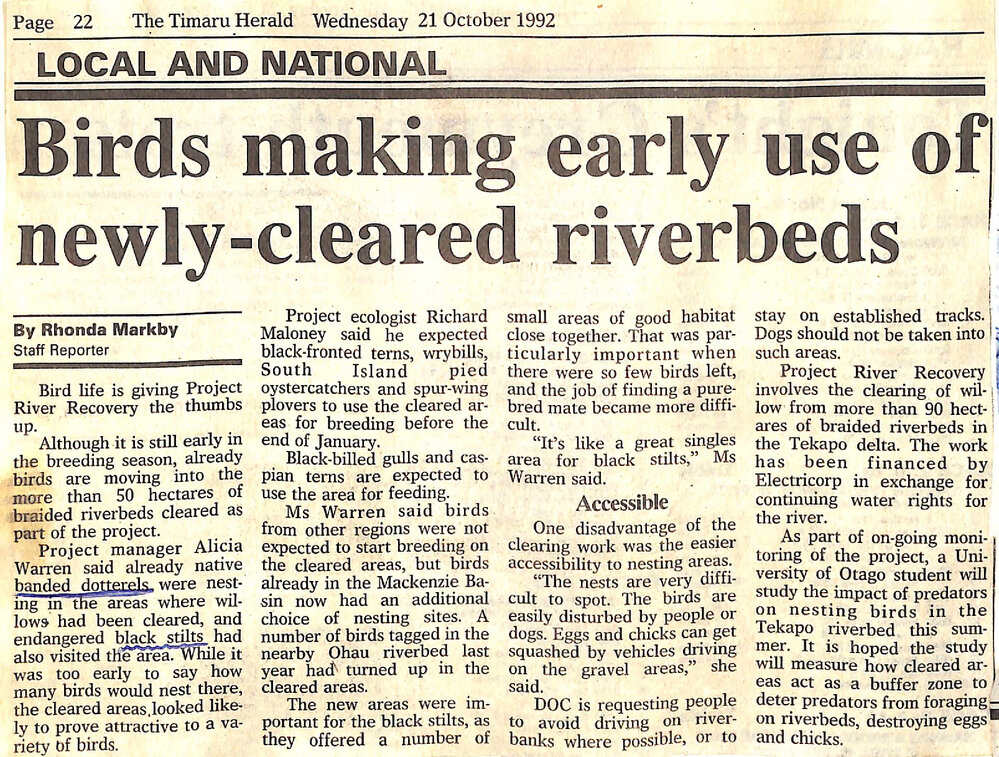 Page 22 The Timaru Herald Wednesday 21 October 1992
LOCAL AND NATIONAL
Birds making early use of
newly-cleared riverbeds
By Rhonda Markby
Staff Reporter
Bird life is giving Project
River Recovery the thumbs
up.
Although it is still early in
the breeding season, already
birds are moving into the
more than 50 hectares of
braided riverbeds cleared as
part of the project.
Project manager Alicia
Warren said already native
banded dotterels were nest-
ing in the areas where wil-
lows had been cleared, and
endangered black stilts had
also visited the area. While it
was too early to say how
many birds would nest there,
the cleared areas looked like-
ly to prove attractive to a va-
riety of birds.
Project ecologist Richard
Maloney said he expected
black-fronted terns, wrybills,
South Island pied
oystercatchers and spur-wing
plovers to use the cleared ar-
eas for breeding before the
end of January.
Black-billed gulls and cas-
pian terns are expected to
use the area for feeding.
Ms Warren said birds
from other regions were not
expected to start breeding on
the cleared areas, but birds
already in the Mackenzie Ba-
sin now had an additional
choice of nesting sites. A
number of birds tagged in the
nearby Ohau riverbed last
year had turned up in the
cleared areas.
The new areas were im-
portant for the black stilts, as
they offered a number of
small areas of good habitat
close together. That was par-
ticularly important when
there were so few birds left,
and the job of finding a pure-
bred mate became more diffi-
cult.
"It's like a great singles
area for black stilts," Ms
Warren said.
Accessible
One disadvantage of the
clearing work was the easier
accessibility to nesting areas.
"The nests are very diffi-
cult to spot. The birds are
easily disturbed by people or
dogs. Eggs and chicks can get
squashed by vehicles driving
on the gravel areas," she
said.
DOC is requesting people
to avoid driving on river-
banks where possible, or to
stay on established tracks.
Dogs should not be taken into
such areas.
Project River Recovery
involves the clearing of wil-
low from more than 90 hect-
ares of braided riverbeds in
the Tekapo delta. The work
has been financed by
Electricorp in exchange for
continuing water rights for
the river.
As part of on-going moni-
toring of the project, a Uni-
versity of Otago student will
study the impact of predators
on nesting birds in the
Tekapo riverbed this sum-
mer. It is hoped the study
will measure how cleared ar-
eas act as a buffer zone to
deter predators from foraging
on riverbeds, destroying eggs
and chicks.